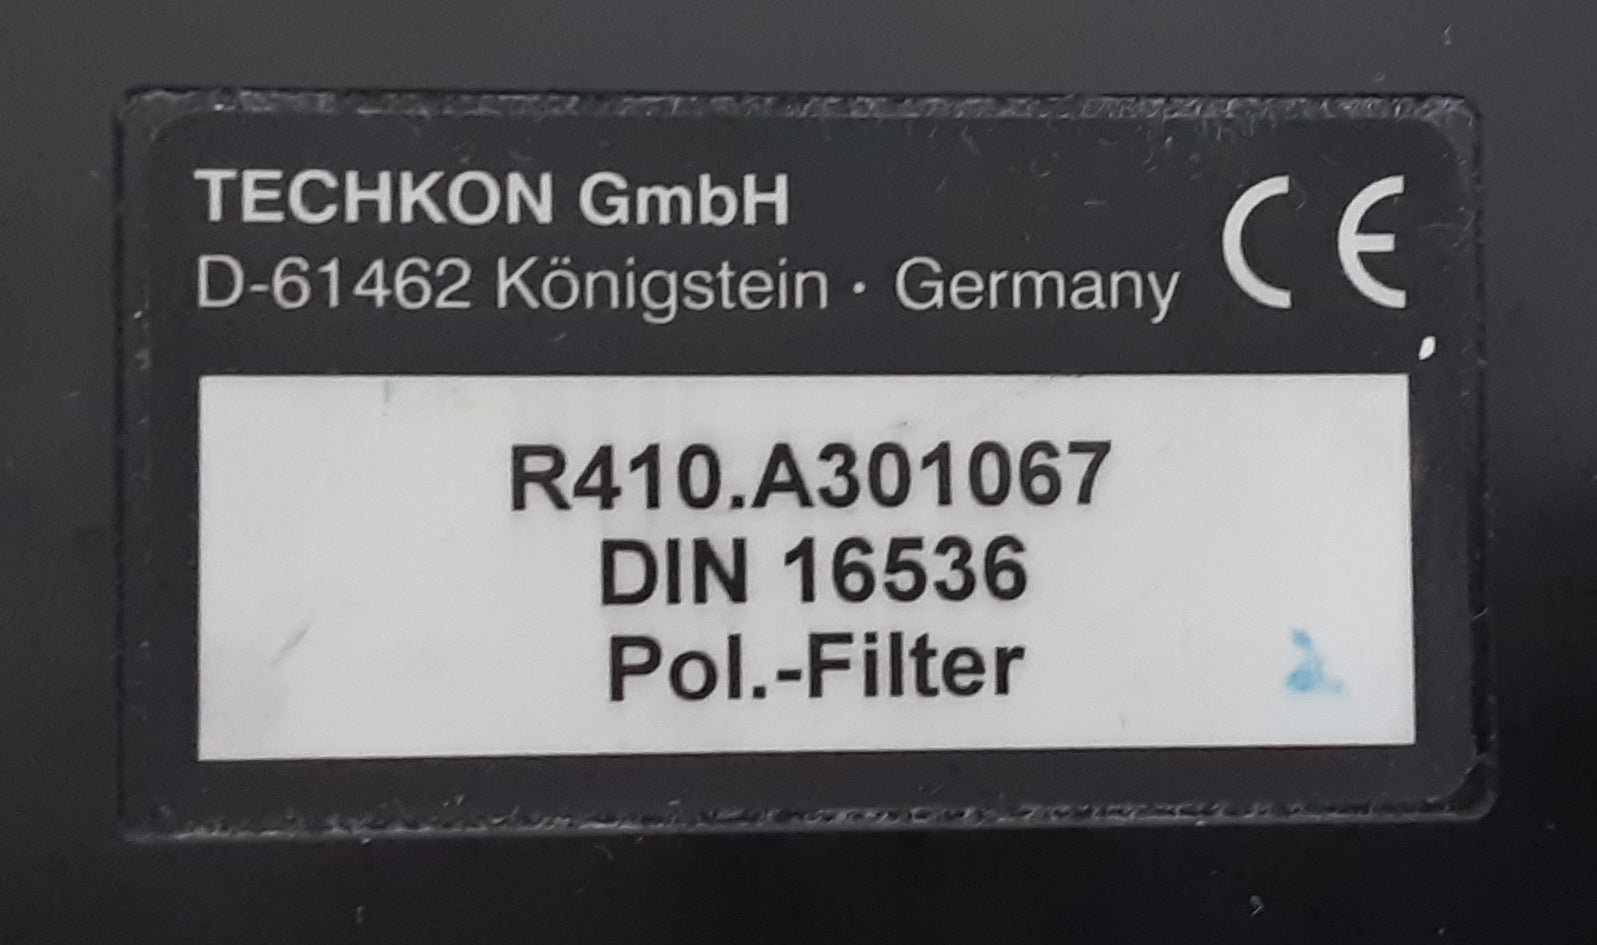 TECHKON GmbH
D-61462 Königstein · Germany
CE
R410.A301067
DIN 16536
Pol.-Filter